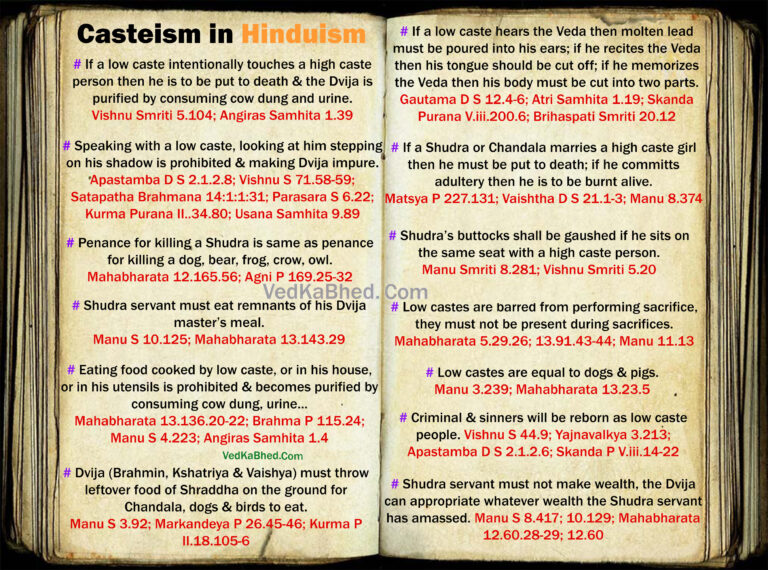 Casteism in Hinduism
# If a low caste intentionally touches a high caste
person then he is to be put to death & the Dvija is
purified by consuming cow dung and urine.
Vishnu Smriti 5.104; Angiras Samhita 1.39
# Speaking with a low caste, looking at him stepping
on his shadow is prohibited & making Dvija impure.
Apastamba D S 2.1.2.8; Vishnu S 71.58-59;
Satapatha Brahmana 14:1:1:31; Parasara S 6.22;
Kurma Purana II..34.80; Usana Samhita 9.89
# Penance for killing a Shudra is same as penance
for killing a dog, bear, frog, crow, owl.
Mahabharata 12.165.56; Agni P 169.25-32
VedKaBhed. Com
# Shudra servant must eat remnants of his Dvija
master's meal.
Manu S 10.125; Mahabharata 13.143.29
# Eating food cooked by low caste, or in his house,
or in his utensils is prohibited & becomes purified by
consuming cow dung, urine...
Mahabharata 13.136.20-22; Brahma P 115.24;
Manu S 4.223; Angiras Samhita 1.4
VedKaBhed.Com
# Dvija (Brahmin, Kshatriya & Vaishya) must throw
leftover food of Shraddha on the ground for
Chandala, dogs & birds to eat.
Manu S 3.92; Markandeya P 26.45-46; Kurma P
II.18.105-6
# If a low caste hears the Veda then molten lead
must be poured into his ears; if he recites the Veda
then his tongue should be cut off; if he memorizes
the Veda then his body must be cut into two parts.
Gautama D S 12.4-6; Atri Samhita 1.19; Skanda
Purana V.iii.200.6; Brihaspati Smriti 20.12
# If a Shudra or Chandala marries a high caste girl
then he must be put to death; if he committs
adultery then he is to be burnt alive.
Matsya P 227.131; Vaishtha D S 21.1-3; Manu 8.374
# Shudra's buttocks shall be gaushed if he sits on
the same seat with a high caste person.
Manu Smriti 8.281; Vishnu Smriti 5.20
# Low castes are barred from performing sacrifice,
they must not be present during sacrifices.
Mahabharata 5.29.26; 13.91.43-44; Manu 11.13
# Low castes are equal to dogs & pigs.
Manu 3.239; Mahabharata 13.23.5
# Criminal & sinners will be reborn as low caste
people. Vishnu S 44.9; Yajnavalkya 3.213;
Apastamba D S 2.1.2.6; Skanda P V.iii.14-22
# Shudra servant must not make wealth, the Dvija
can appropriate whatever wealth the Shudra servant
has amassed. Manu S 8.417; 10.129; Mahabharata
12.60.28-29; 12.60